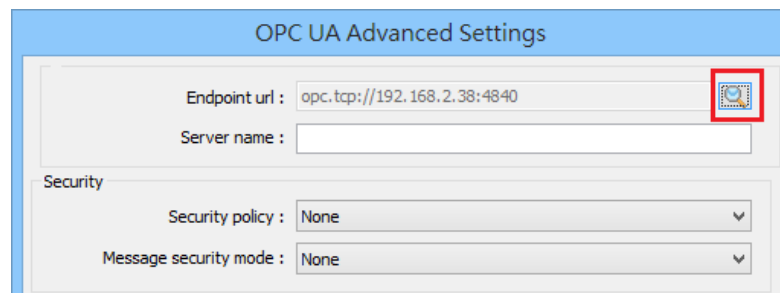 OPC UA Advanced Settings
Endpoint url : opc.tcp://192.168.2.38:4840
Server name :
Security
Security policy : None
Message security mode : None